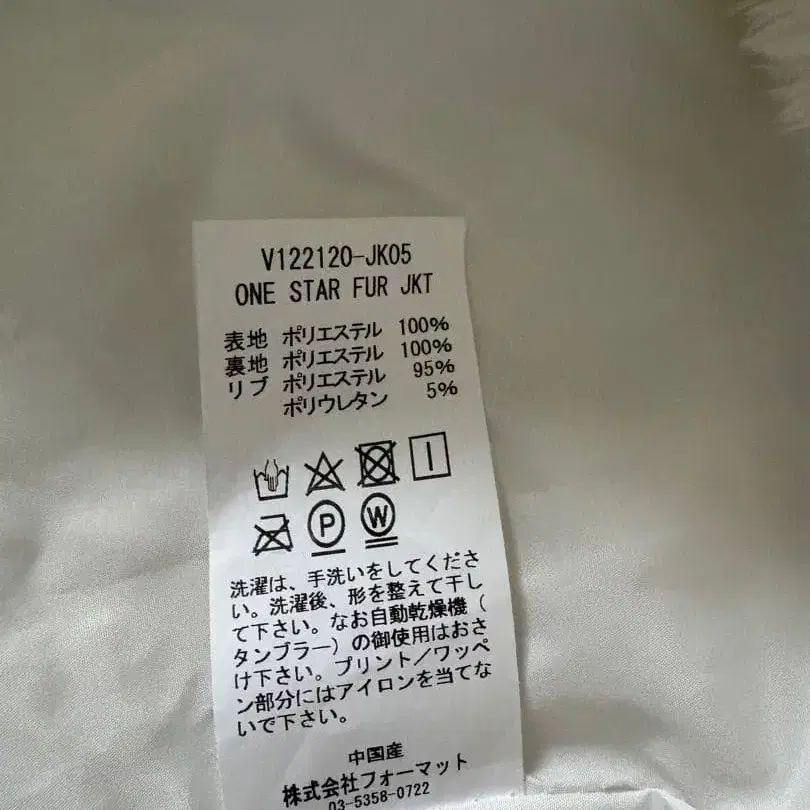 V122120-JK05
ONE STAR FUR JKT
表地 ポリエステル 100%
裏地 ポリエステル 100%
リブ ポリエステル 95%
ポリウレタン 5%
P W
洗濯は、手洗いをしてくださ
い。洗濯後、形を整えて干し
て下さい。なお自動乾燥機(
タンブラー)の御使用はおさ
け下さい。プリント/ワッペ
ン部分にはアイロンを当てな
いで下さい。
中国産
株式会社フォーマット
03-5358-0722